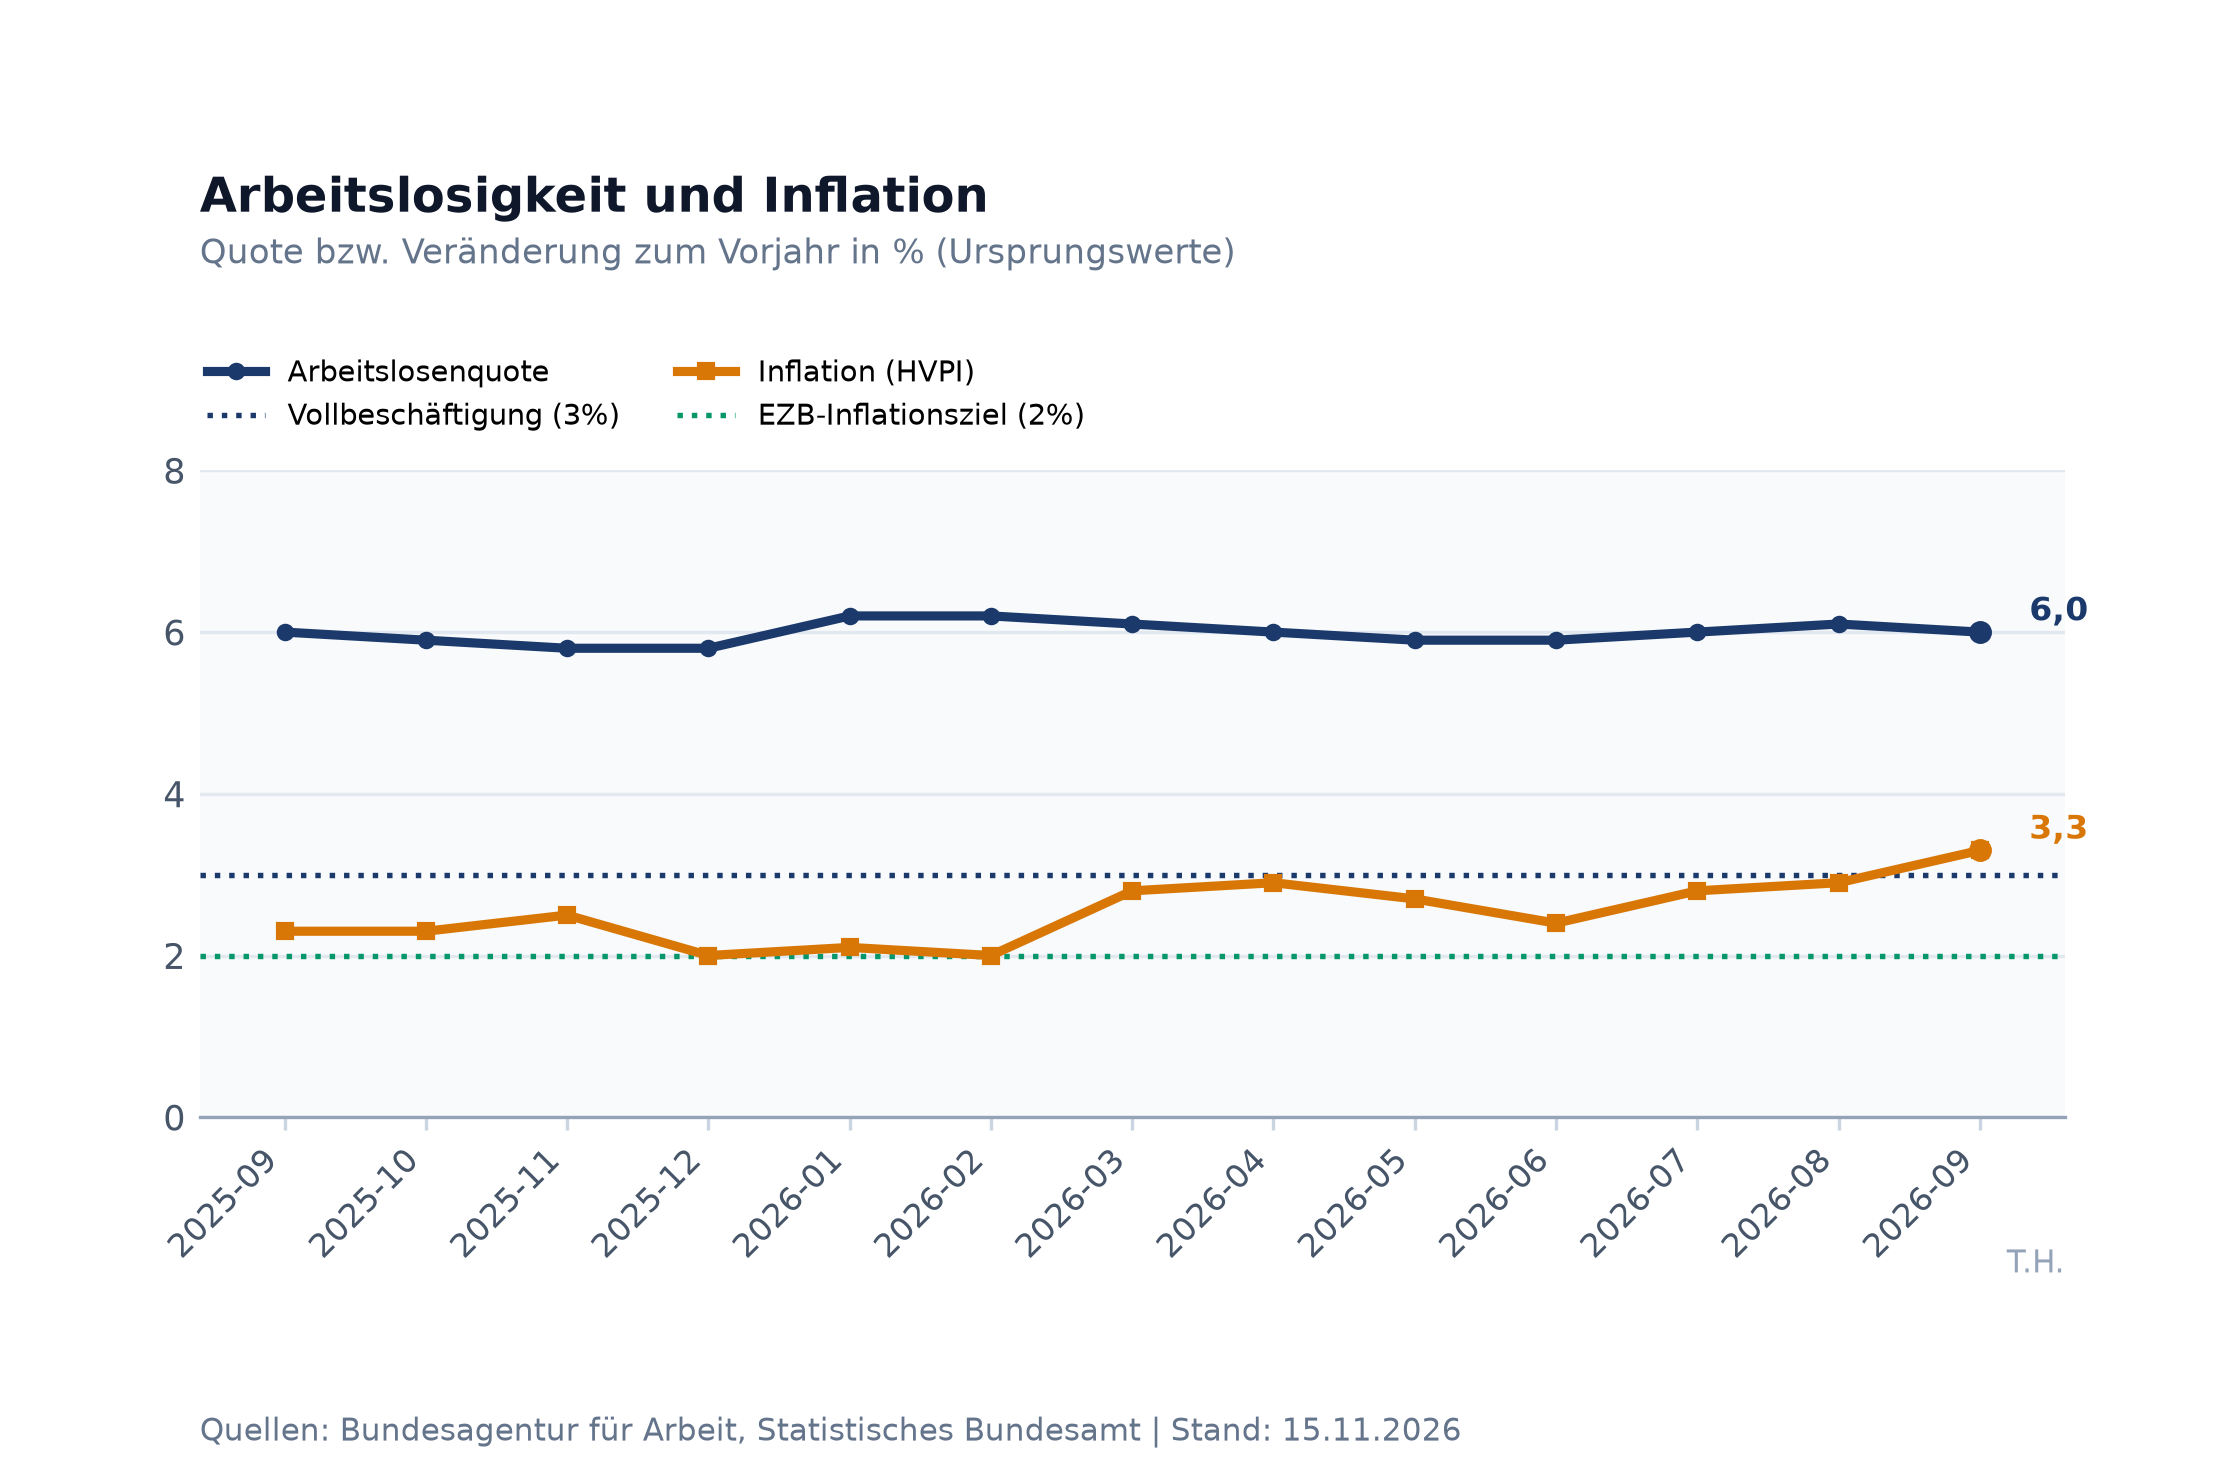 Arbeitslosigkeit und Inflation
Quote bzw. Veränderung zum Vorjahr in % (Ursprungswerte)
Arbeitslosenquote
Inflation (HVPI)
Vollbeschäftigung (3%)
EZB-Inflationsziel (2%)
8
6
4
2
0
6,0
3,3
2025-09
2025-10
2025-11
2025-12
2026-01
2026-02
2026-03
2026-04
2026-05
2026-06
2026-07
2026-08
2026-09
T.H.
Quellen: Bundesagentur für Arbeit, Statistisches Bundesamt | Stand: 15.11.2026